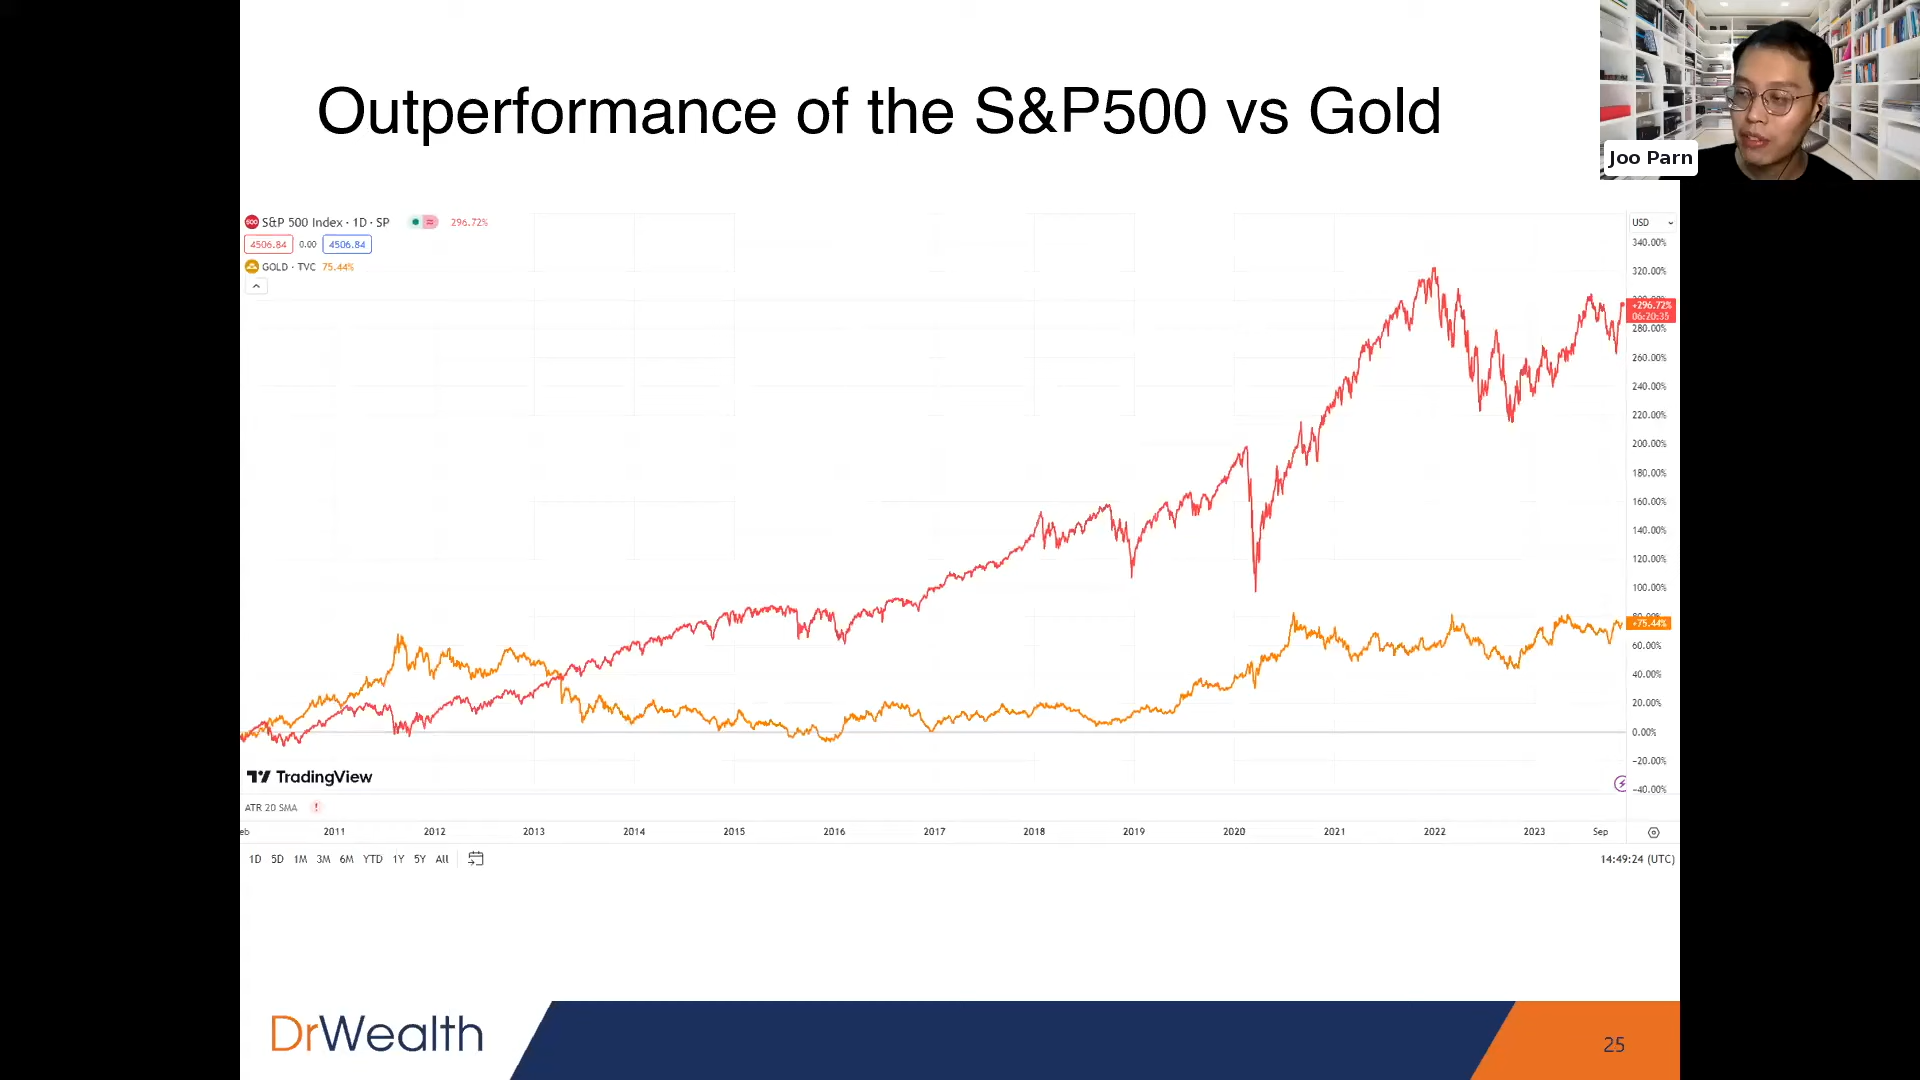 Outperformance of the S&P500 vs Gold
Joo Parn
500 S&P 500 Index · 1D · SP 296.72%
4506.84 0.00 4506.84
GOLD · TVC 75.44%
USD
340.00%
320.00%
+296.72%
06:20:35
280.00%
260.00%
240.00%
220.00%
200.00%
180.00%
160.00%
140.00%
120.00%
100.00%
80.00%
+75.44%
60.00%
40.00%
20.00%
0.00%
−20.00%
−40.00%
TradingView
ATR 20 SMA !
eb 2011 2012 2013 2014 2015 2016 2017 2018 2019 2020 2021 2022 2023 Sep
1D 5D 1M 3M 6M YTD 1Y 5Y All 14:49:24 (UTC)
DrWealth
25